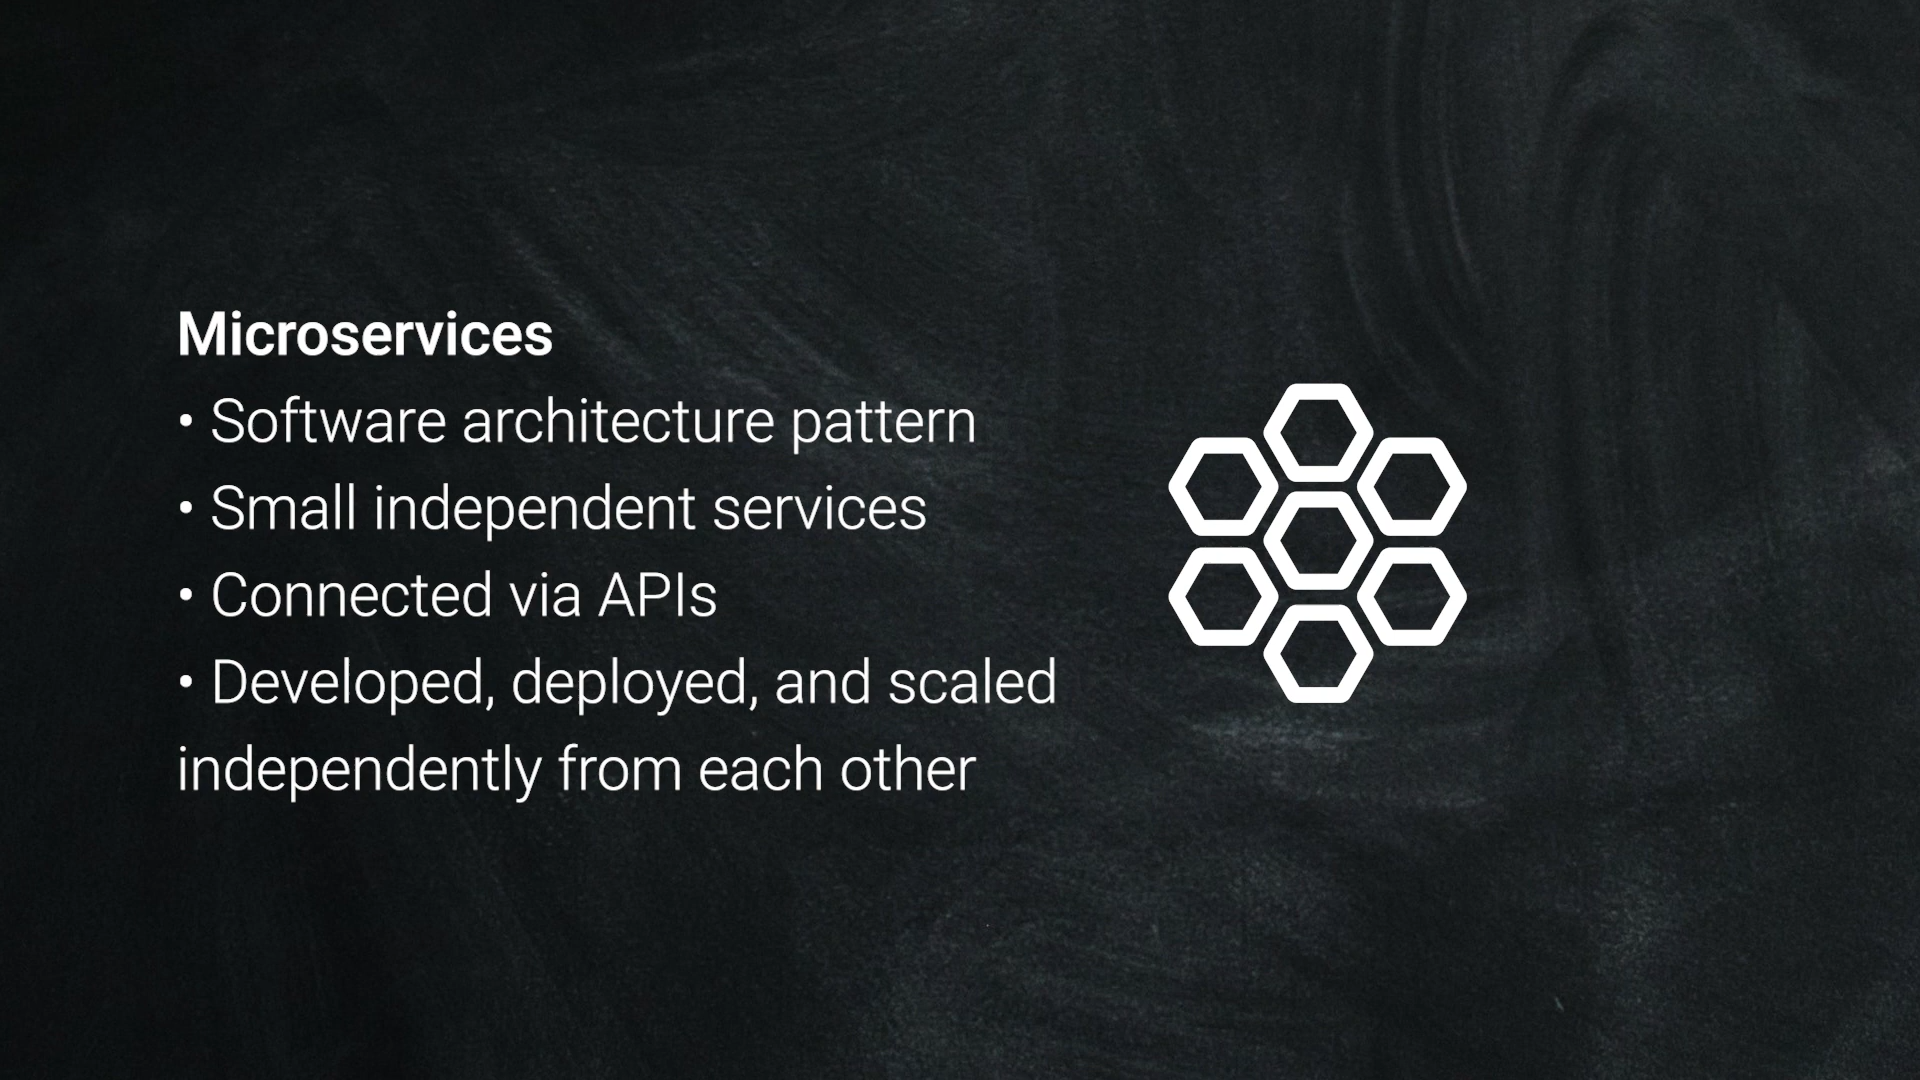 Microservices
• Software architecture pattern
• Small independent services
• Connected via APIs
• Developed, deployed, and scaled
independently from each other